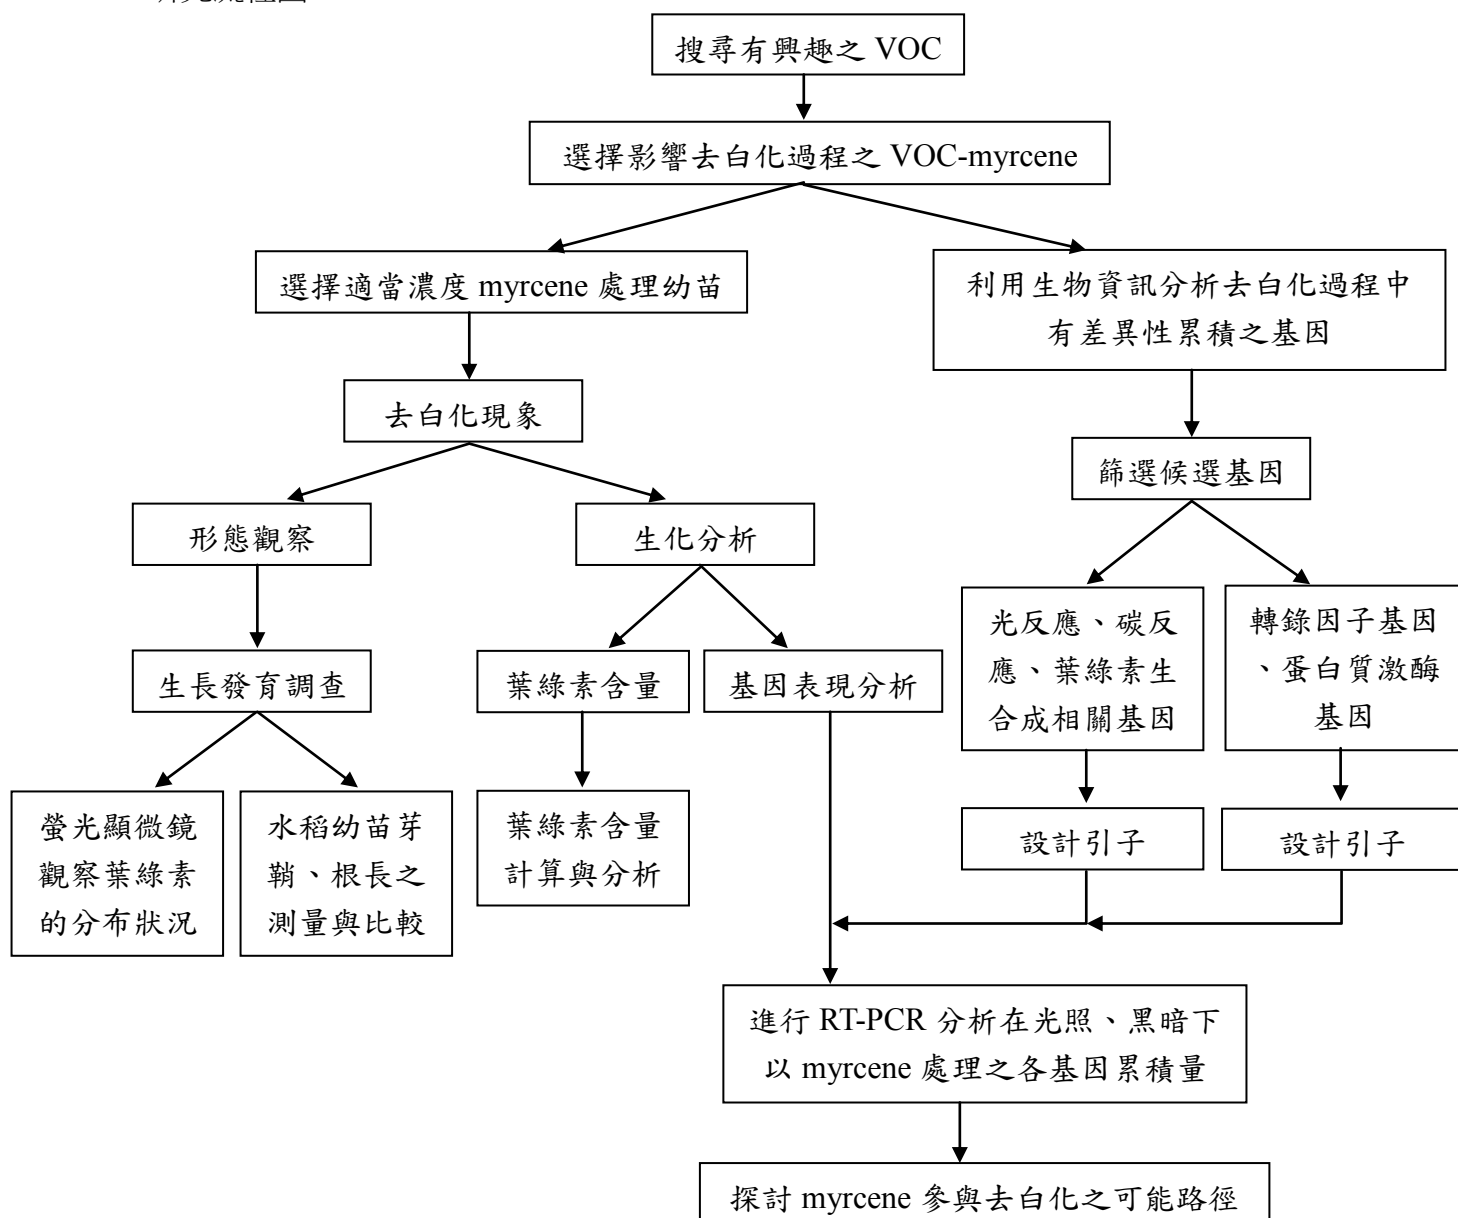 搜尋有興趣之 VOC
選擇影響去白化過程之 VOC-myrcene
選擇適當濃度 myrcene 處理幼苗
利用生物資訊分析去白化過程中
有差異性累積之基因
去白化現象
篩選候選基因
形態觀察
生化分析
光反應、碳反
應、葉綠素生
合成相關基因
轉錄因子基因
、蛋白質激酶
基因
生長發育調查
葉綠素含量
基因表現分析
螢光顯微鏡
觀察葉綠素
的分布狀況
水稻幼苗芽
鞘、根長之
測量與比較
葉綠素含量
計算與分析
設計引子
設計引子
進行 RT-PCR 分析在光照、黑暗下
以 myrcene 處理之各基因累積量
探討 myrcene 參與去白化之可能路徑